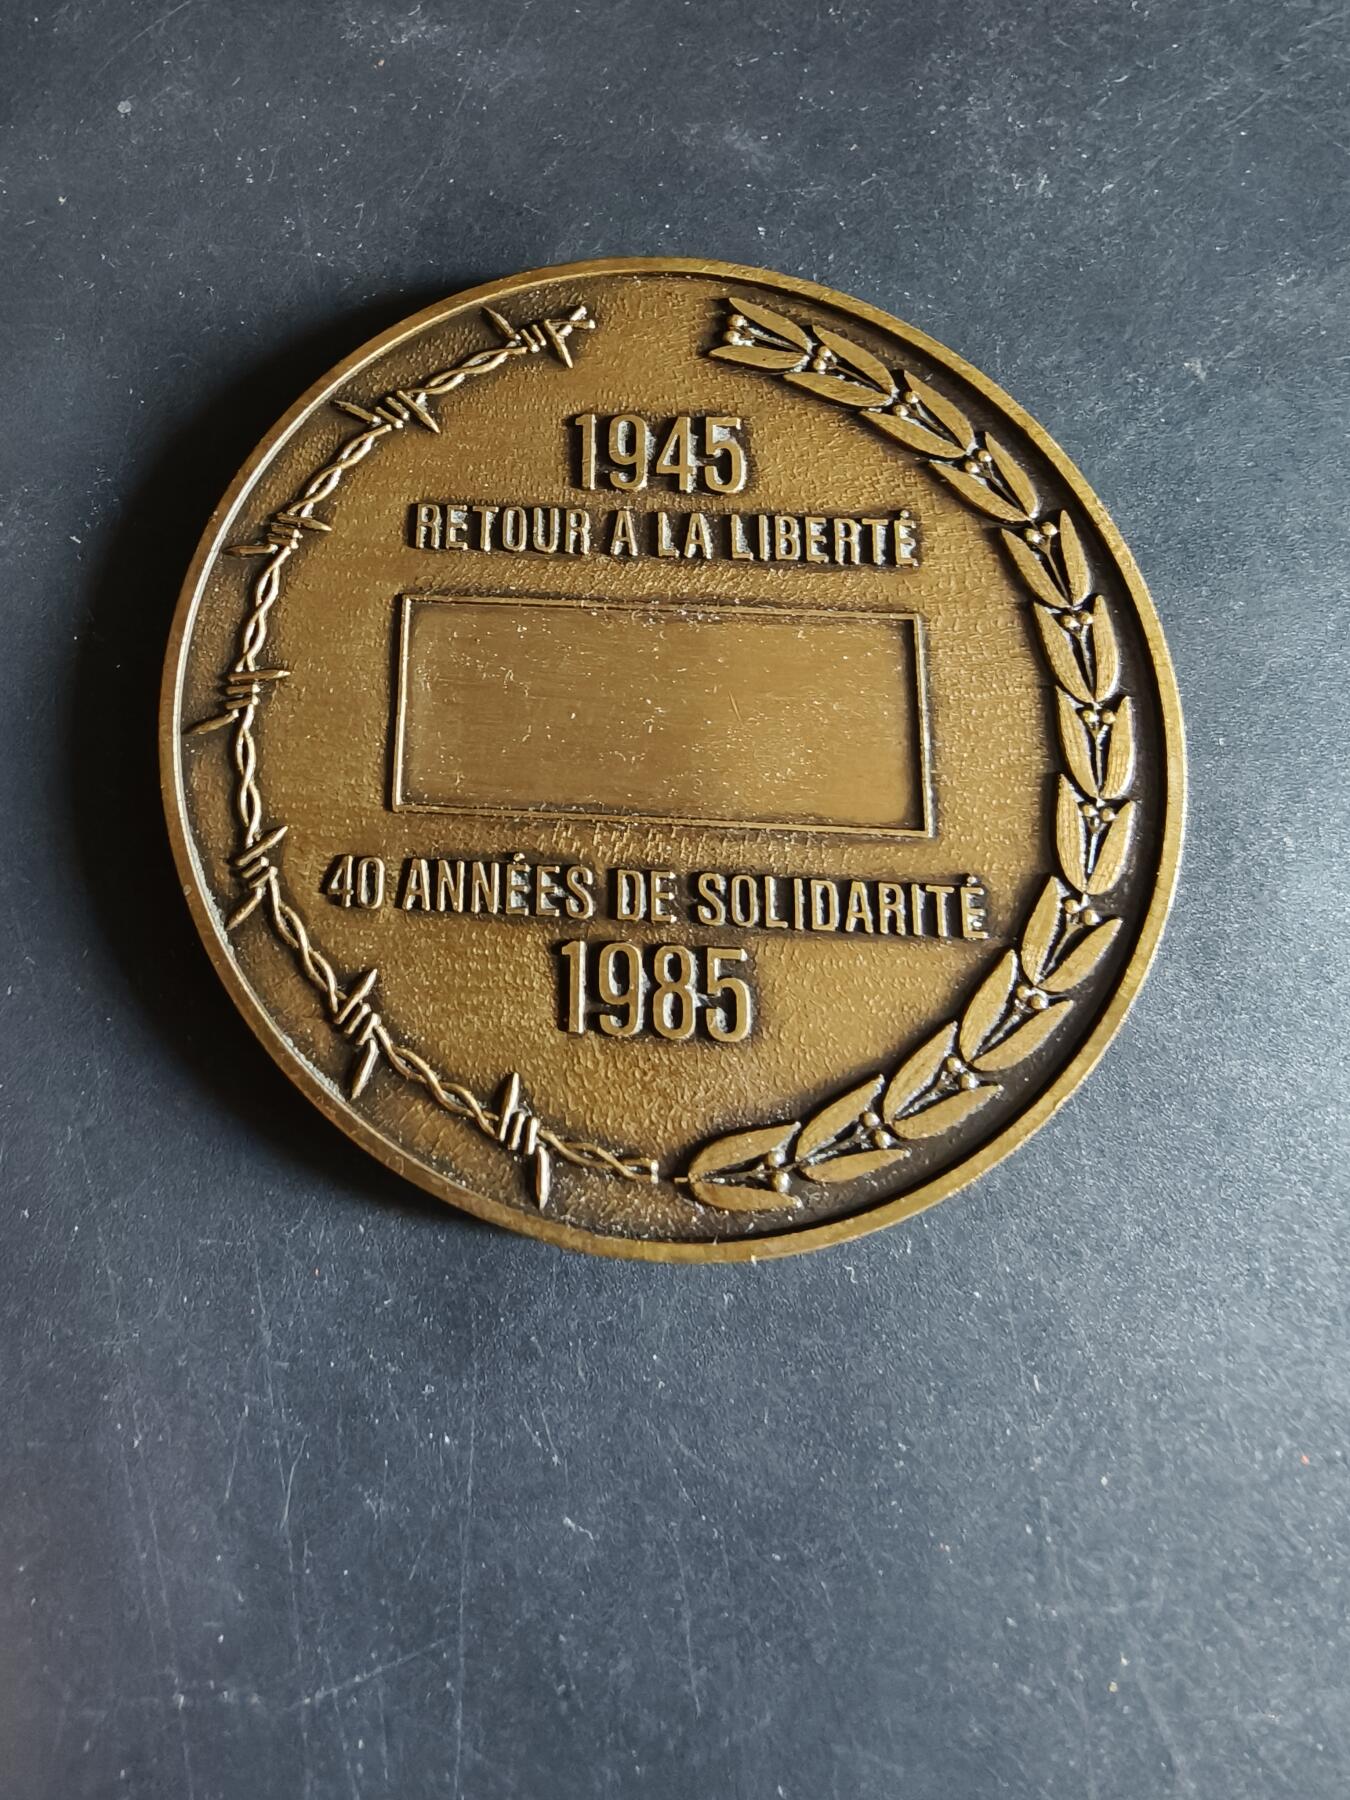 1945
RETOUR A LA LIBERTÉ
40 ANNÉES DE SOLIDARITÉ
1985